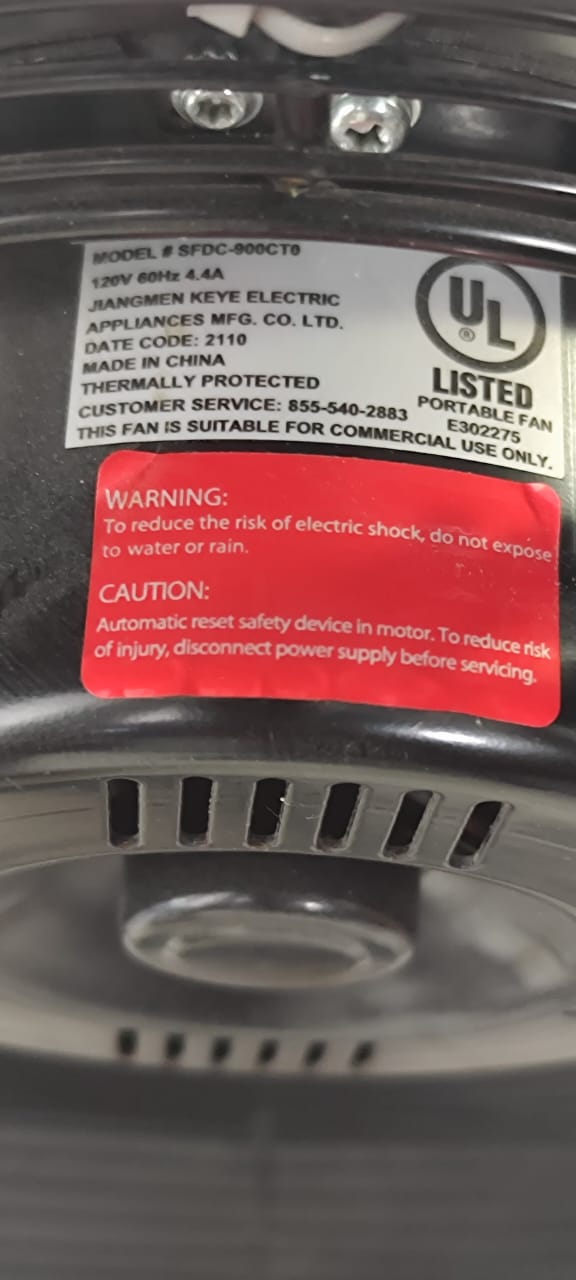 MODEL # SFDC-900CT0
120V 60Hz 4.4A
JIANGMEN KEYE ELECTRIC
APPLIANCES MFG. CO. LTD.
DATE CODE: 2110
MADE IN CHINA
THERMALLY PROTECTED
CUSTOMER SERVICE: 855-540-2883
THIS FAN IS SUITABLE FOR COMMERCIAL USE ONLY.
UL
®
LISTED
PORTABLE FAN
E302275
WARNING:
To reduce the risk of electric shock, do not expose
to water or rain.
CAUTION:
Automatic reset safety device in motor. To reduce risk
of injury, disconnect power supply before servicing.